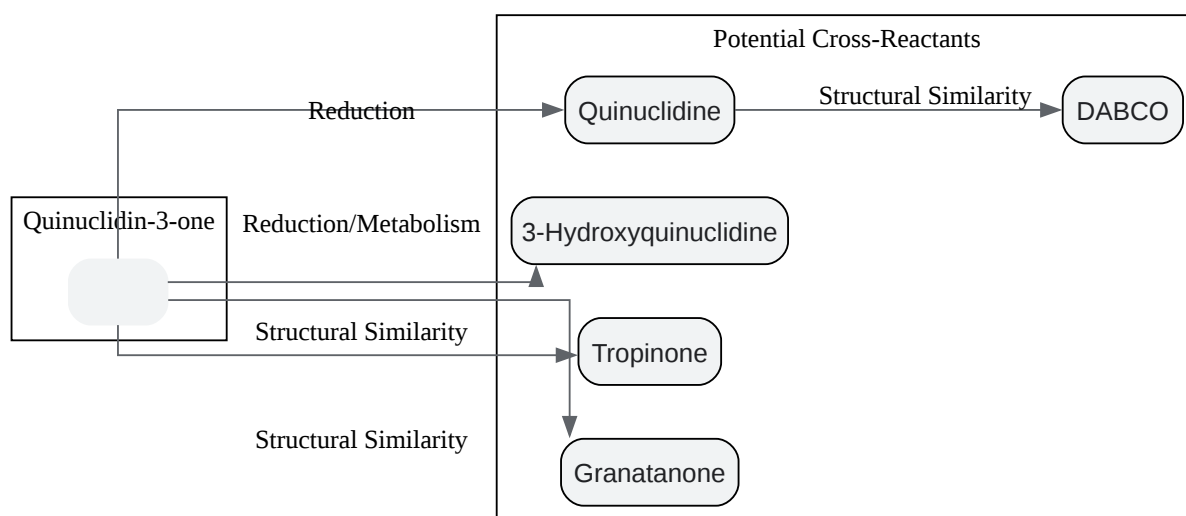 Potential Cross-Reactants
Reduction
Quinuclidine
Structural Similarity
DABCO
Quinuclidin-3-one
Reduction/Metabolism
3-Hydroxyquinuclidine
Structural Similarity
Tropinone
Structural Similarity
Granatanone